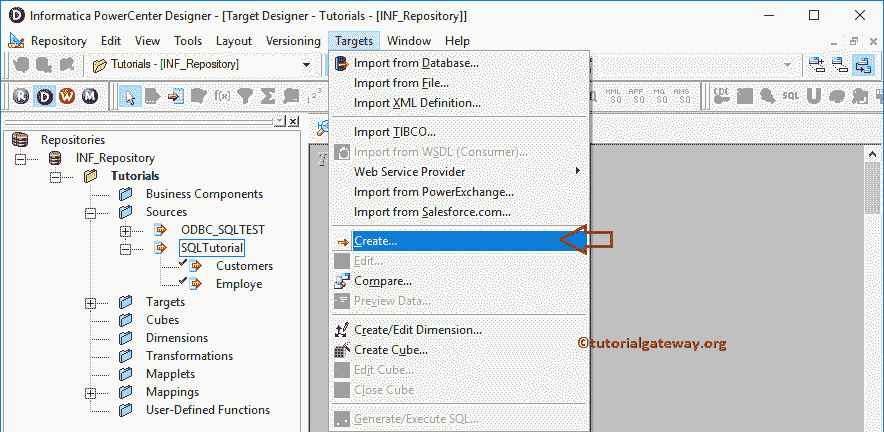 Informatica PowerCenter Designer - [Target Designer - Tutorials - [INF_Repository]]
Repository Edit View Tools Layout Versioning Targets Window Help
Tutorials - [INF_Repository]
Repositories
INF_Repository
Tutorials
Business Components
Sources
ODBC_SQLTEST
SQLTutorial
Customers
Employe
Targets
Cubes
Dimensions
Transformations
Mapplets
Mappings
User-Defined Functions
Import from Database...
Import from File...
Import XML Definition...
Import TIBCO...
Import from WSDL (Consumer)...
Web Service Provider
Import from PowerExchange...
Import from Salesforce.com...
Create...
Edit...
Compare...
Preview Data...
Create/Edit Dimension...
Create Cube...
Edit Cube...
Close Cube
Generate/Execute SQL...
©tutorialgateway.org